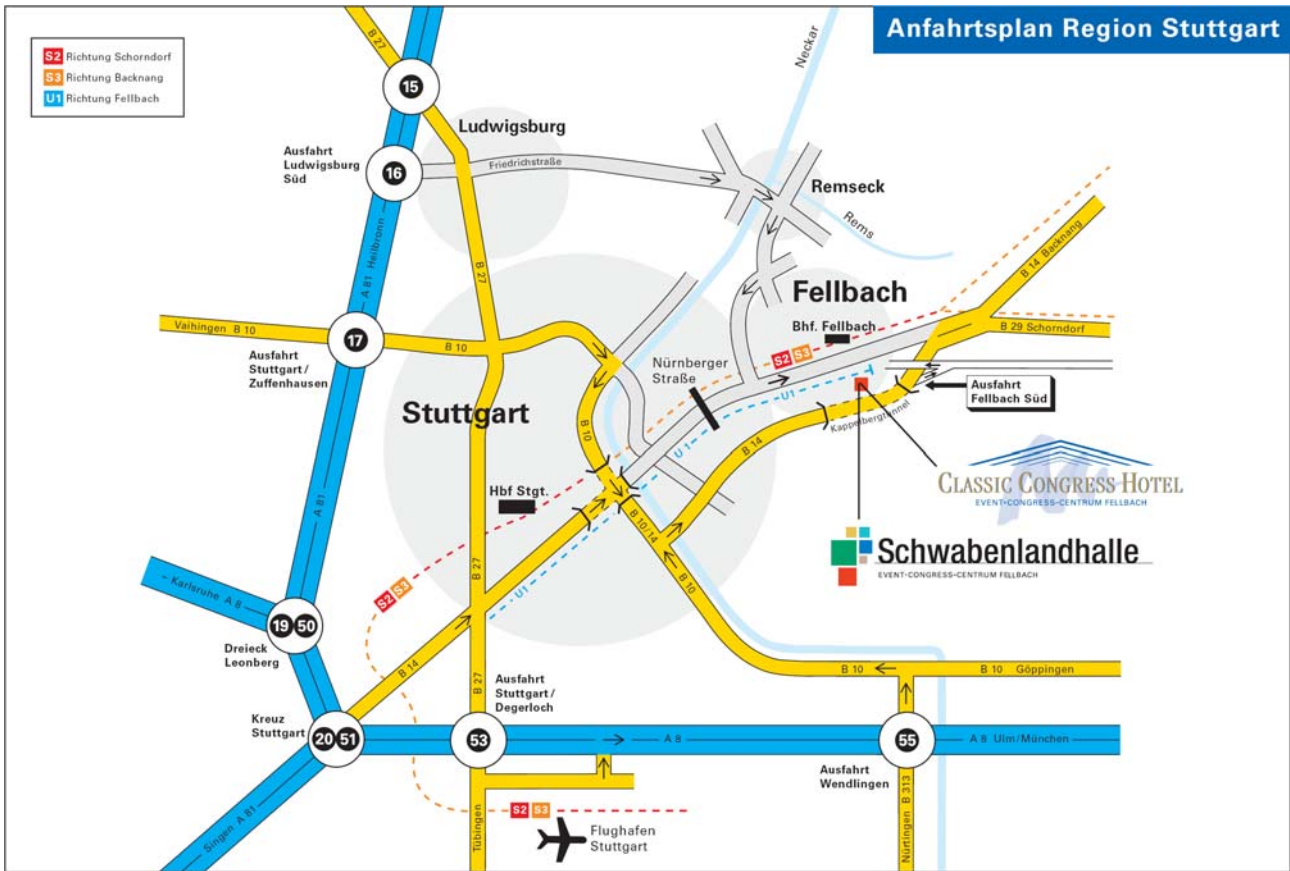 Anfahrtsplan Region Stuttgart
S2 Richtung Schorndorf
S3 Richtung Backnang
U1 Richtung Fellbach
B 27
Neckar
15
Ludwigsburg
Ausfahrt
Ludwigsburg
Süd
16
Friedrichstraße
Remseck
Rems
A 81 Heilbronn
B 27
B 14 Backnang
Fellbach
Bhf. Fellbach
B 29 Schorndorf
Vaihingen B 10
17
B 10
Ausfahrt
Stuttgart/
Zuffenhausen
Nürnberger
Straße
S2 S3
U1
Ausfahrt
Fellbach Süd
Stuttgart
B 10
Kappelbergtunnel
U 1
B 14
CLASSIC CONGRESS HOTEL
EVENT-CONGRESS-CENTRUM FELLBACH
Hbf Stgt.
A 81
B 10/14
Schwabenlandhalle
EVENT-CONGRESS-CENTRUM FELLBACH
B 27
B 10
Karlsruhe A 8
S2 S3
U1
19 50
Dreieck
Leonberg
B 14
B 27
Ausfahrt
Stuttgart/
Degerloch
B 10
B 10 Göppingen
Kreuz
Stuttgart
20 51
53
A 8
55
A 8 Ulm/München
Ausfahrt
Wendlingen
Singen A 81
S2 S3
Tübingen
Flughafen
Stuttgart
Nürtingen B 313